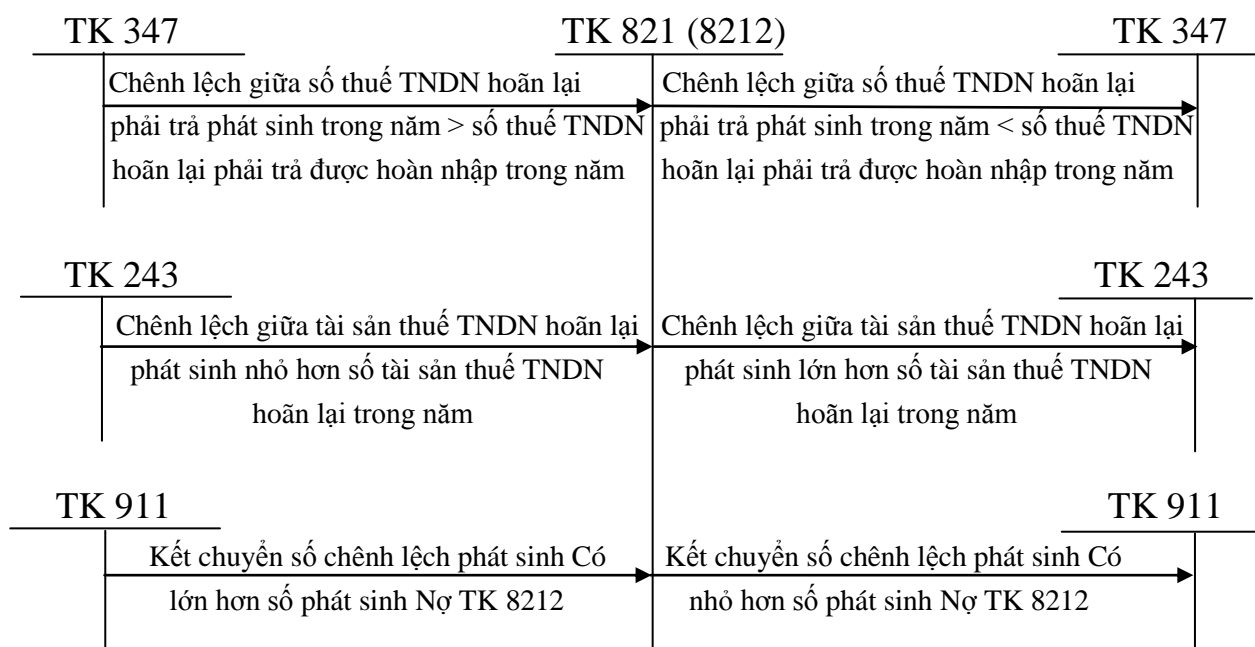 TK 347 TK 821 (8212) TK 347
Chênh lệch giữa số thuế TNDN hoãn lại
phải trả phát sinh trong năm > số thuế TNDN
hoãn lại phải trả được hoàn nhập trong năm
Chênh lệch giữa số thuế TNDN hoãn lại
phải trả phát sinh trong năm < số thuế TNDN
hoãn lại phải trả được hoàn nhập trong năm
TK 243 TK 243
Chênh lệch giữa tài sản thuế TNDN hoãn lại
phát sinh nhỏ hơn số tài sản thuế TNDN
hoãn lại trong năm
Chênh lệch giữa tài sản thuế TNDN hoãn lại
phát sinh lớn hơn số tài sản thuế TNDN
hoãn lại trong năm
TK 911 TK 911
Kết chuyển số chênh lệch phát sinh Có
lớn hơn số phát sinh Nợ TK 8212
Kết chuyển số chênh lệch phát sinh Có
nhỏ hơn số phát sinh Nợ TK 8212